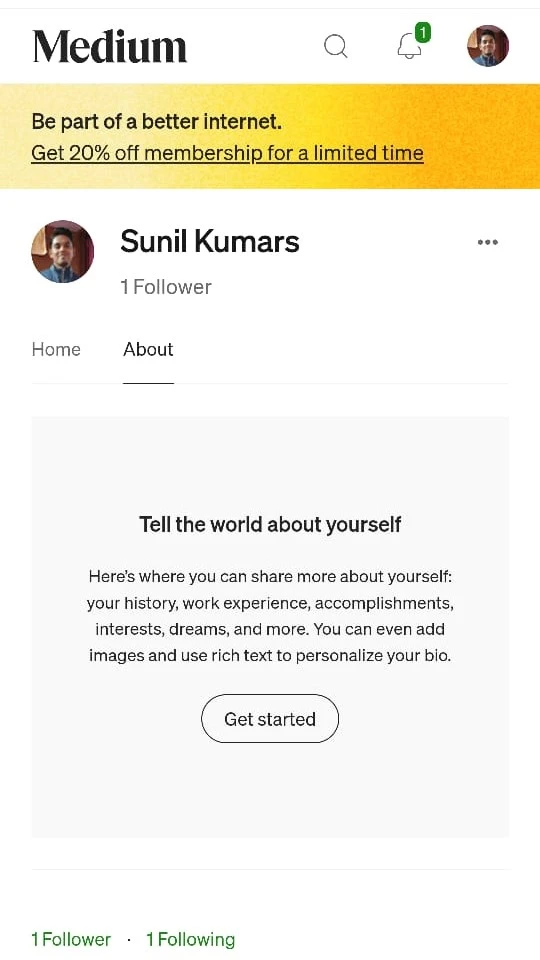 Medium
1
Be part of a better internet.
Get 20% off membership for a limited time
Sunil Kumars
1 Follower
Home About
Tell the world about yourself
Here’s where you can share more about yourself:
your history, work experience, accomplishments,
interests, dreams, and more. You can even add
images and use rich text to personalize your bio.
Get started
1 Follower · 1 Following